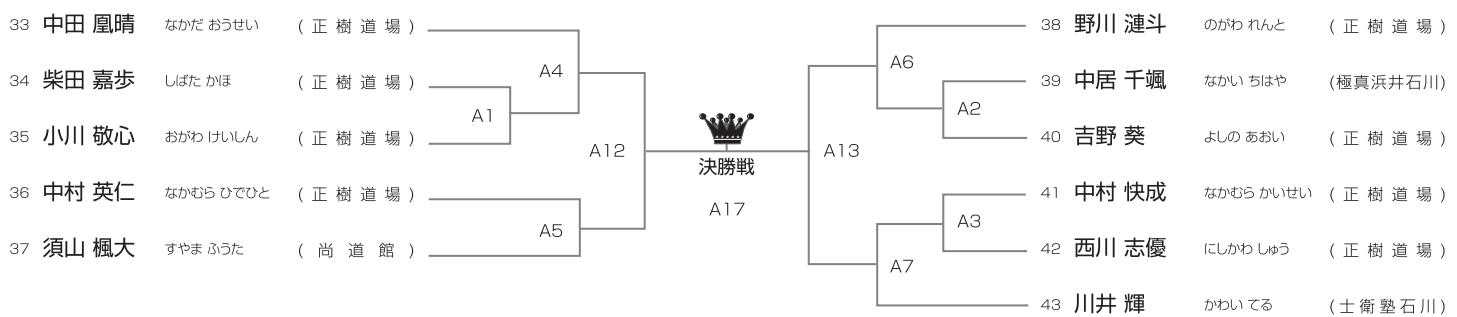 33 中田 凰晴 なかだ おうせい (正樹道場)
34 柴田 嘉歩 しばた かほ (正樹道場)
35 小川 敬心 おがわ けいしん (正樹道場)
36 中村 英仁 なかむら ひでひと (正樹道場)
37 須山 楓大 すやま ふうた (尚道館)
A4
A1
A12
A5
決勝戦
A17
A6
A2
A13
A3
A7
38 野川 漣斗 のがわ れんと (正樹道場)
39 中居 千颯 なかい ちはや (極真浜井石川)
40 吉野 葵 よしの あおい (正樹道場)
41 中村 快成 なかむら かいせい (正樹道場)
42 西川 志優 にしかわ しゅう (正樹道場)
43 川井 輝 かわい てる (士衛塾石川)